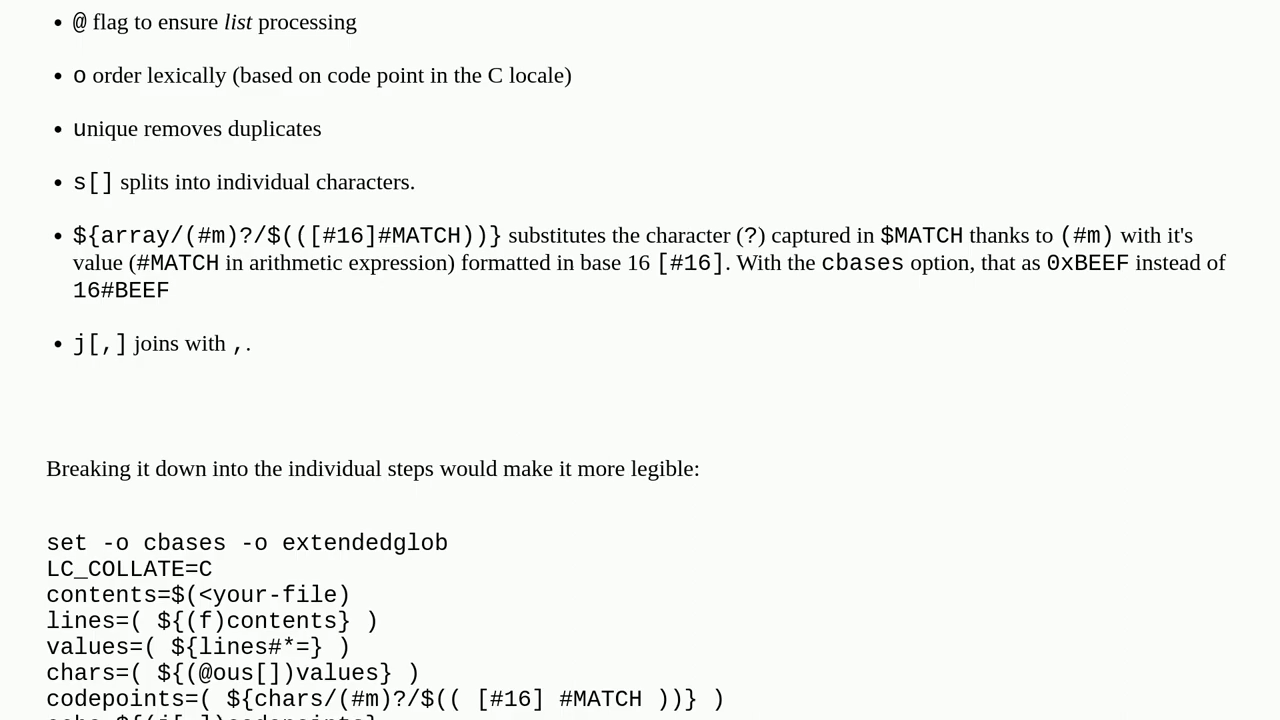 • @ flag to ensure list processing
• o order lexically (based on code point in the C locale)
• unique removes duplicates
• s[] splits into individual characters.
• ${array/(#m)?/$(([#16]#MATCH))} substitutes the character (?) captured in $MATCH thanks to (#m) with it's
value (#MATCH in arithmetic expression) formatted in base 16 [#16]. With the cbases option, that as 0xBEEF instead of
16#BEEF
• j[,] joins with ,.
Breaking it down into the individual steps would make it more legible:
set -o cbases -o extendedglob
LC_COLLATE=C
contents=$(<your-file)
lines=( ${(f)contents} )
values=( ${lines#*=} )
chars=( ${(@ous[])values} )
codepoints=( ${chars/(#m)?/$(( [#16] #MATCH ))} )